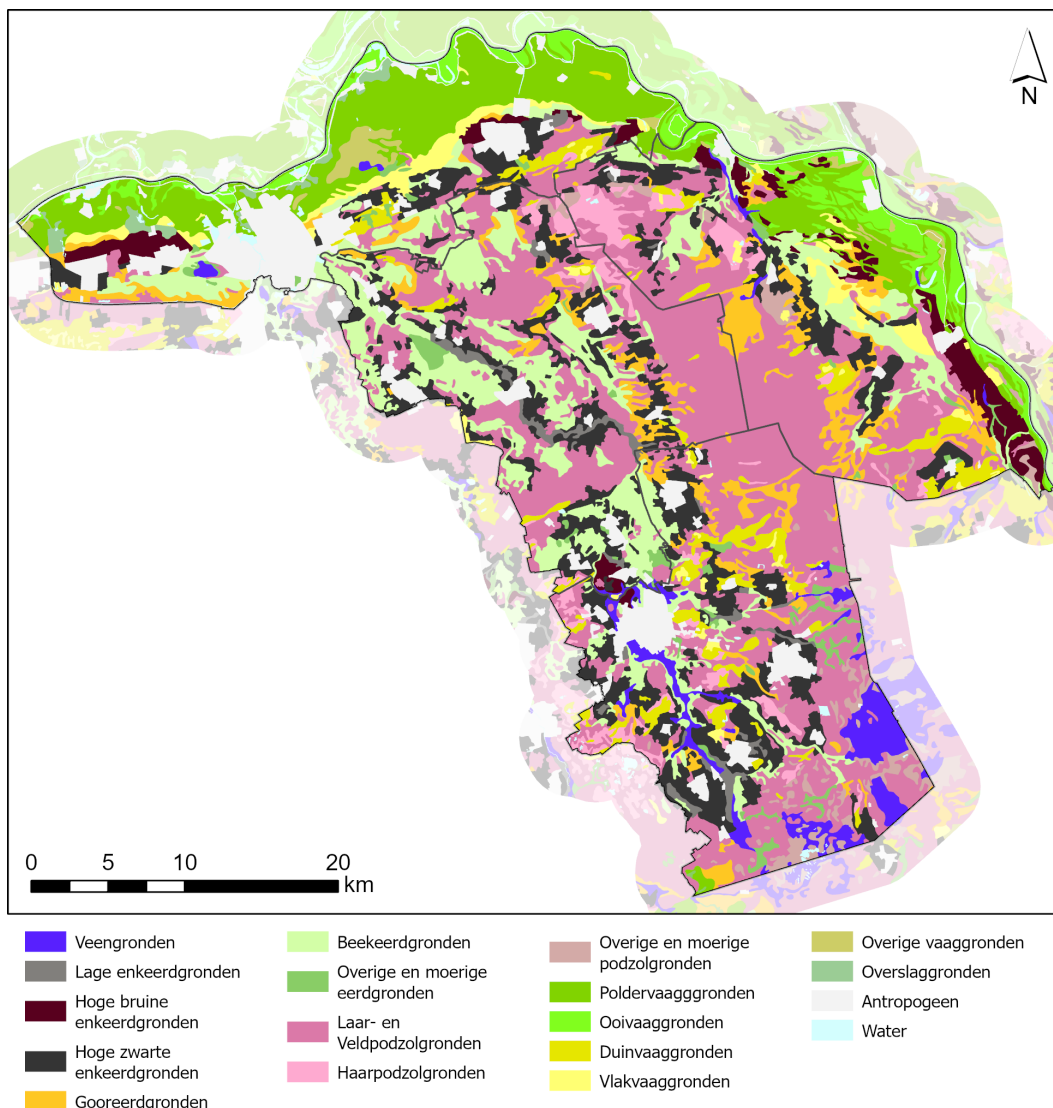 N
0
5
10
20
km
Veengronden
Lage enkeerdgronden
Hoge bruine
enkeerdgronden
Hoge zwarte
enkeerdgronden
Gooreerdgronden
Beekeerdgronden
Overige en moerige
eerdgronden
Laar- en
Veldpodzolgronden
Haarpodzolgronden
Overige en moerige
podzolgronden
Poldervaagggronden
Ooivaaggronden
Duinvaaggronden
Vlakvaaggronden
Overige vaaggronden
Overslaggronden
Antropogeen
Water